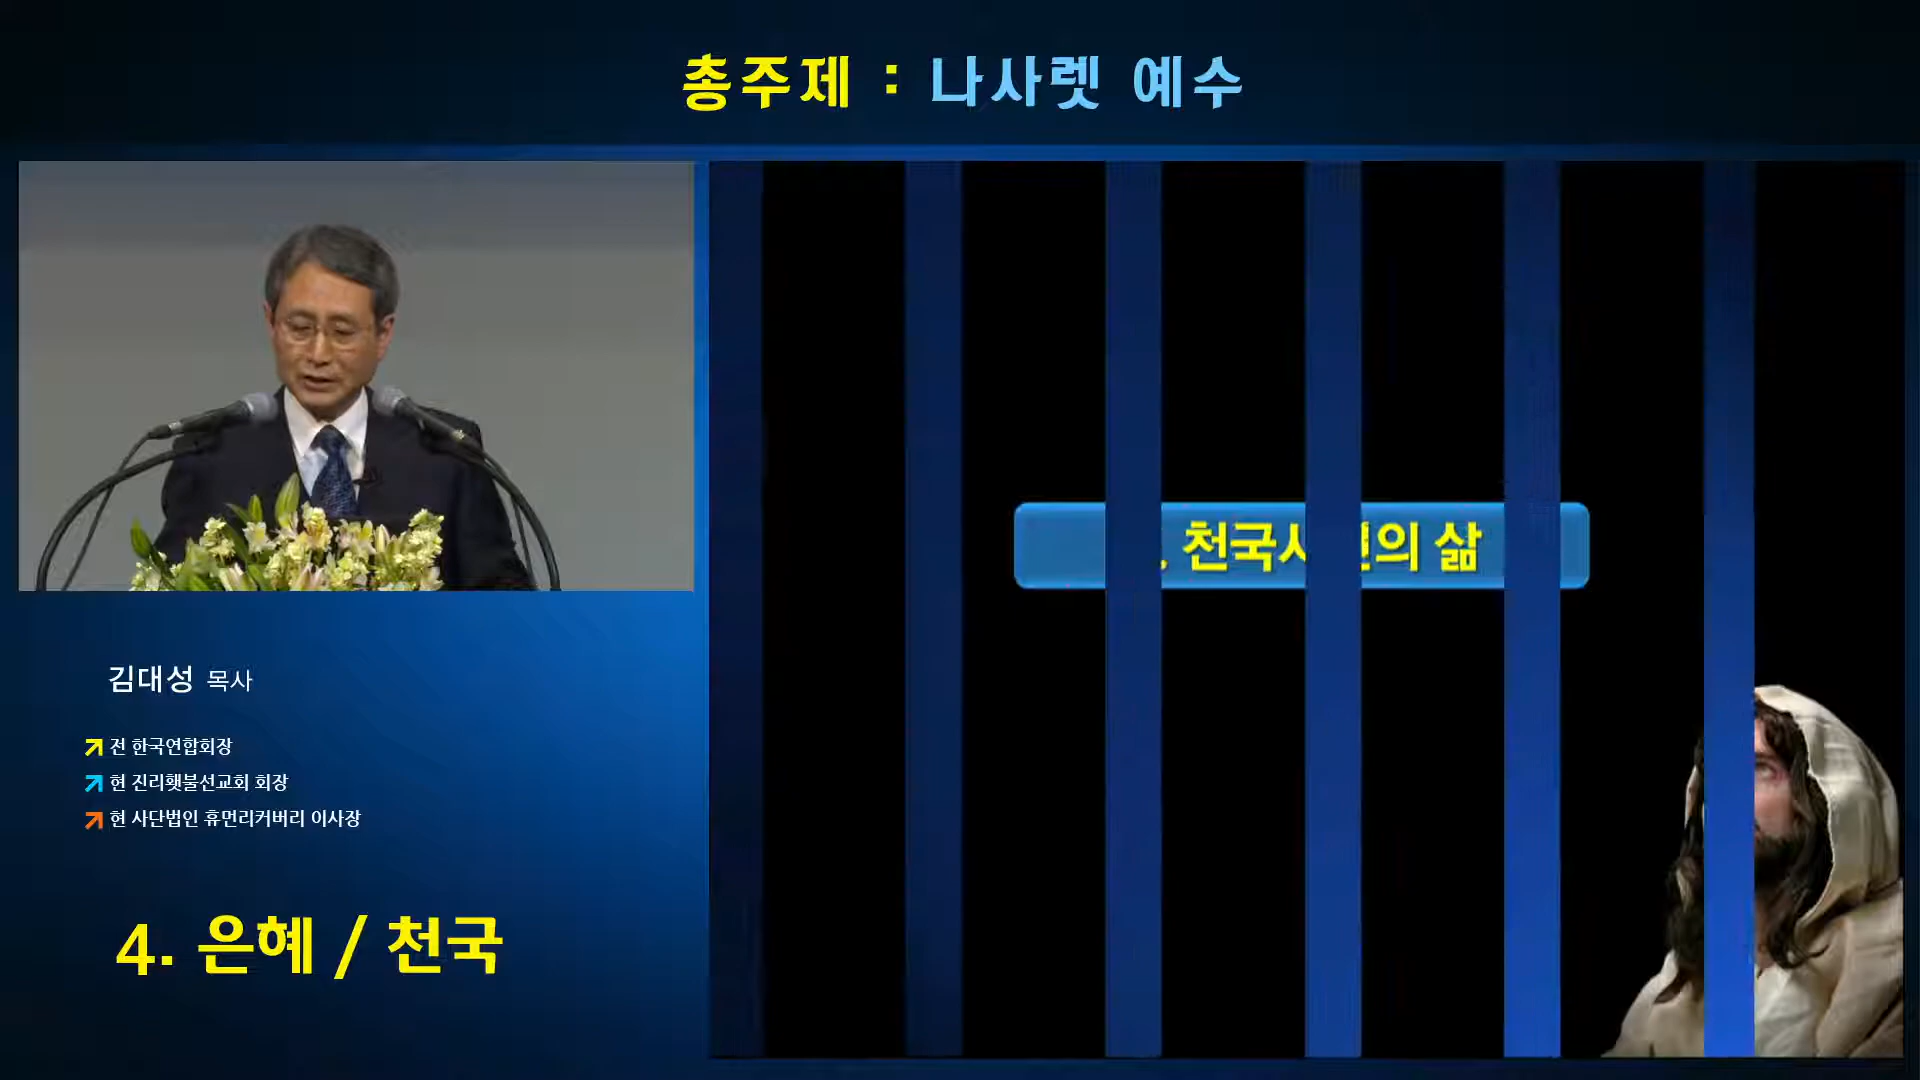 총주제 : 나사렛 예수
천국시 의 삶
김대성 목사
전 한국연합회장
현 진리횃불선교회 회장
현 사단법인 휴먼리커버리 이사장
4. 은혜 / 천국